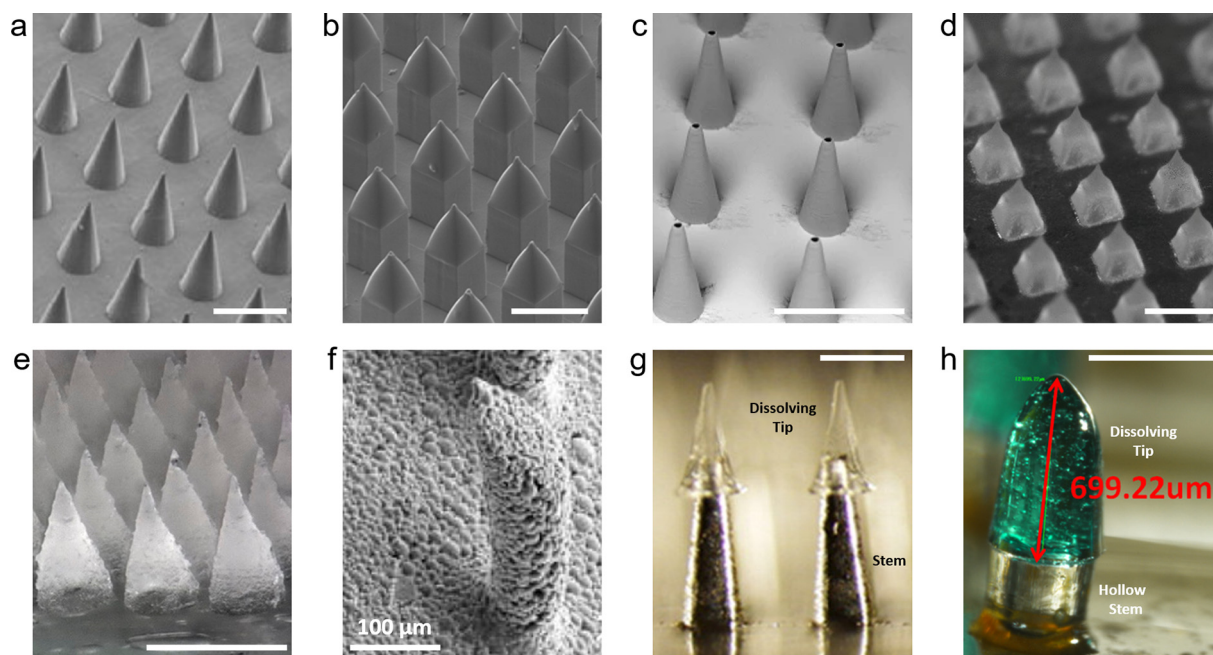 a
b
c
d
e
f
100 μm
g
Dissolving
Tip
Stem
h
Dissolving
Tip
699.22um
Hollow
Stem